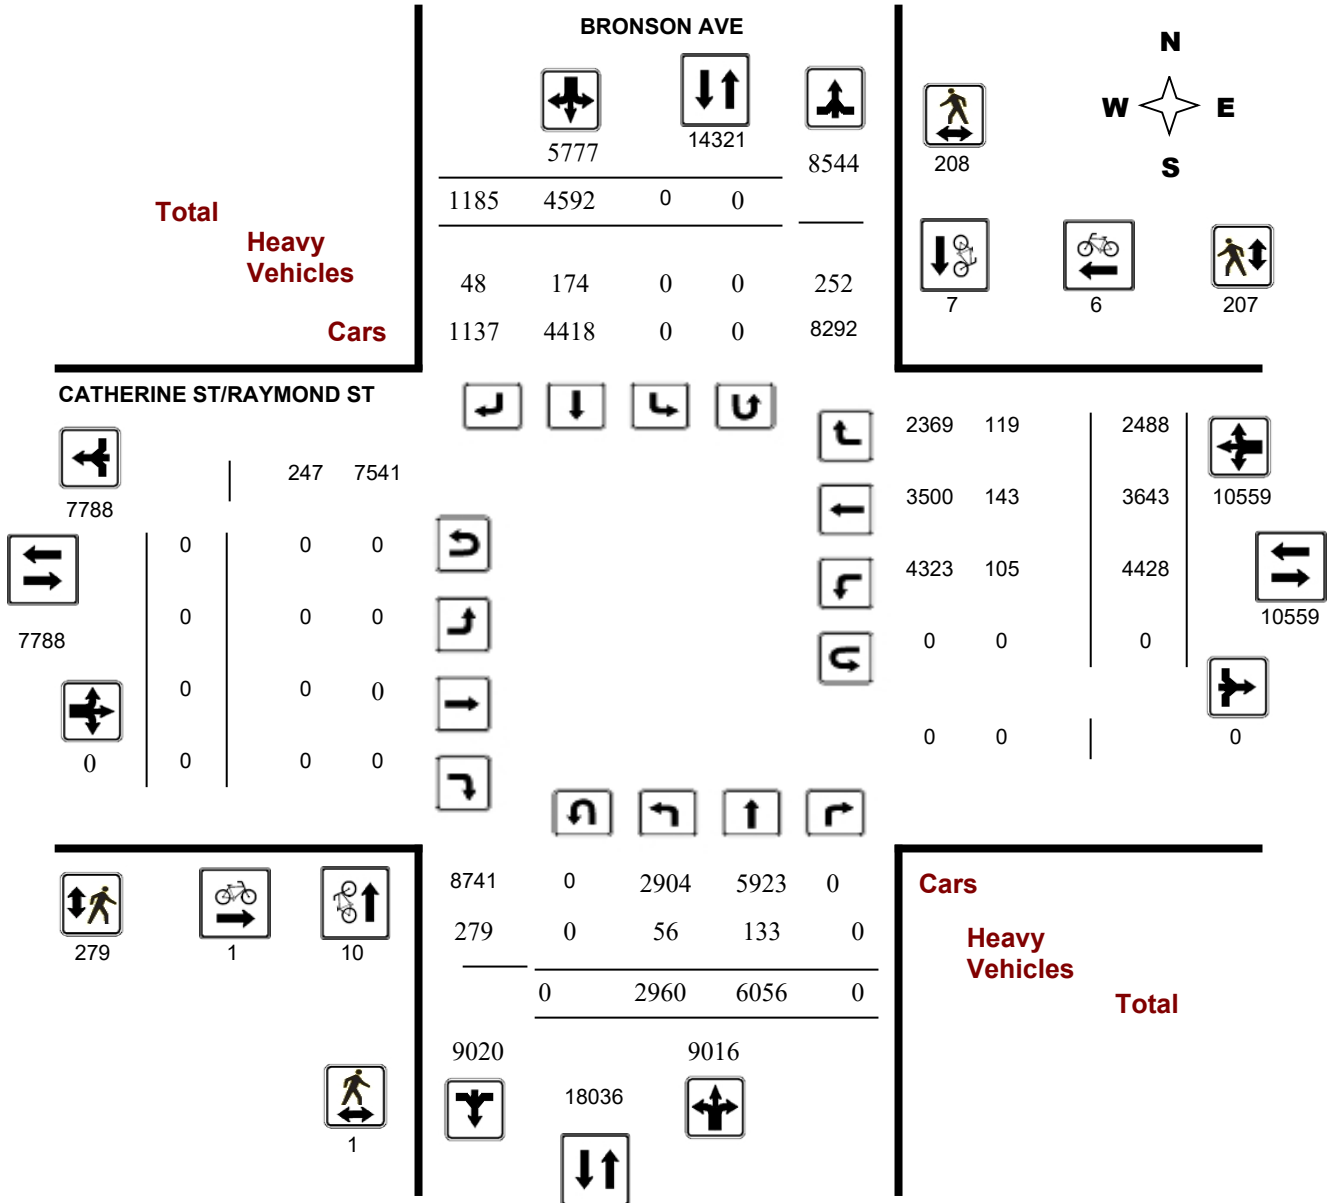 BRONSON AVE
N
W E
S
5777 14321 8544 208
1185 4592 0 0
Total
Heavy
Vehicles
48 174 0 0 252
7 6 207
Cars
1137 4418 0 0 8292
CATHERINE ST/RAYMOND ST
2369 119 2488
247 7541
7788
3500 143 3643 10559
0 0 0
4323 105 4428
10559
0 0 0
7788
0 0 0
0 0 0
0 0 0
0
0 0 0
0
8741 0 2904 5923 0
Cars
279 0 56 133 0
Heavy
Vehicles
279 1 10
0 2960 6056 0
Total
9020 9016
18036
1